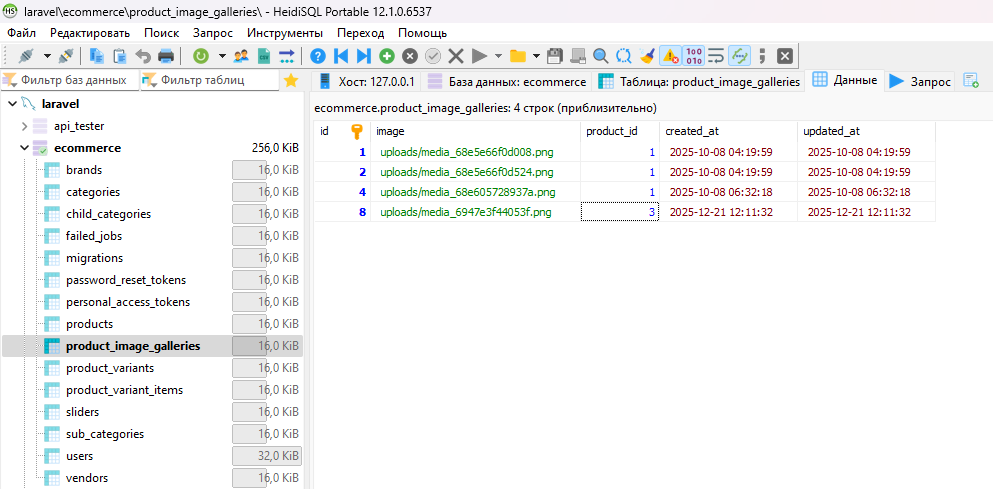 laravel\ecommerce\product_image_galleries\ - HeidiSQL Portable 12.1.0.6537
Файл Редактировать Поиск Запрос Инструменты Переход Помощь
Фильтр баз данных Фильтр таблиц
Хост: 127.0.0.1 База данных: ecommerce Таблица: product_image_galleries Данные Запрос
laravel
api_tester
ecommerce 256,0 KiB
brands 16,0 KiB
categories 16,0 KiB
child_categories 16,0 KiB
failed_jobs 16,0 KiB
migrations 16,0 KiB
password_reset_tokens 16,0 KiB
personal_access_tokens 16,0 KiB
products 16,0 KiB
product_image_galleries 16,0 KiB
product_variants 16,0 KiB
product_variant_items 16,0 KiB
sliders 16,0 KiB
sub_categories 16,0 KiB
users 32,0 KiB
vendors 16,0 KiB
ecommerce.product_image_galleries: 4 строк (приблизительно)
id image product_id created_at updated_at
1 uploads/media_68e5e66f0d008.png 1 2025-10-08 04:19:59 2025-10-08 04:19:59
2 uploads/media_68e5e66f0d524.png 1 2025-10-08 04:19:59 2025-10-08 04:19:59
4 uploads/media_68e605728937a.png 1 2025-10-08 06:32:18 2025-10-08 06:32:18
8 uploads/media_6947e3f44053f.png 3 2025-12-21 12:11:32 2025-12-21 12:11:32